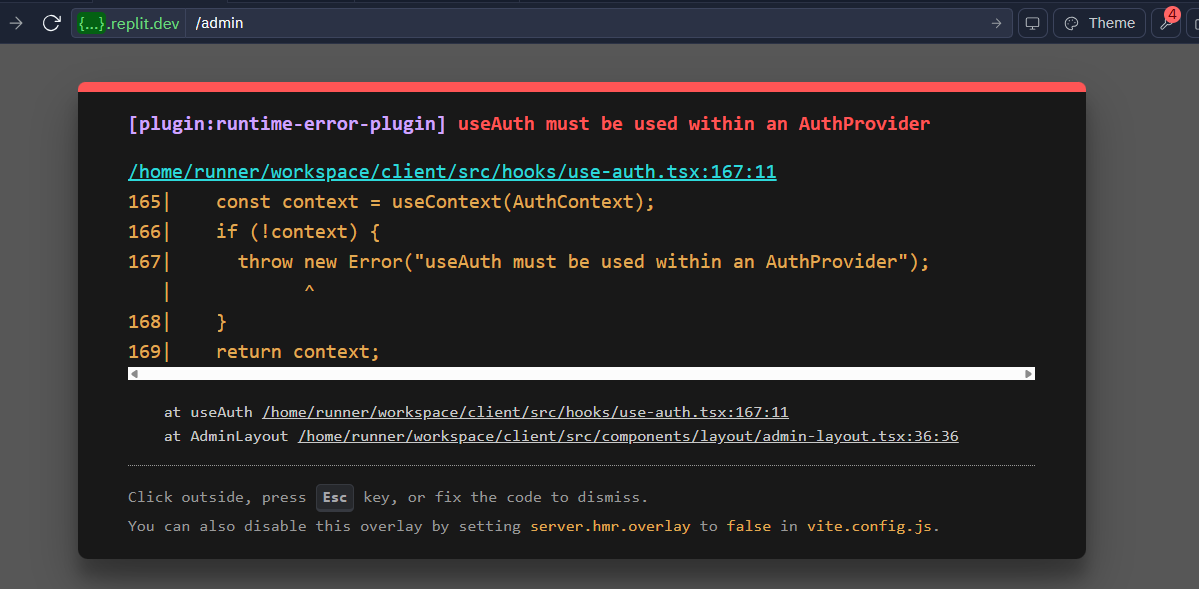 {...}.replit.dev /admin Theme 4
[plugin:runtime-error-plugin] useAuth must be used within an AuthProvider
/home/runner/workspace/client/src/hooks/use-auth.tsx:167:11
165|    const context = useContext(AuthContext);
166|    if (!context) {
167|      throw new Error("useAuth must be used within an AuthProvider");
   |            ^
168|    }
169|    return context;
at useAuth /home/runner/workspace/client/src/hooks/use-auth.tsx:167:11
at AdminLayout /home/runner/workspace/client/src/components/layout/admin-layout.tsx:36:36
Click outside, press Esc key, or fix the code to dismiss.
You can also disable this overlay by setting server.hmr.overlay to false in vite.config.js.